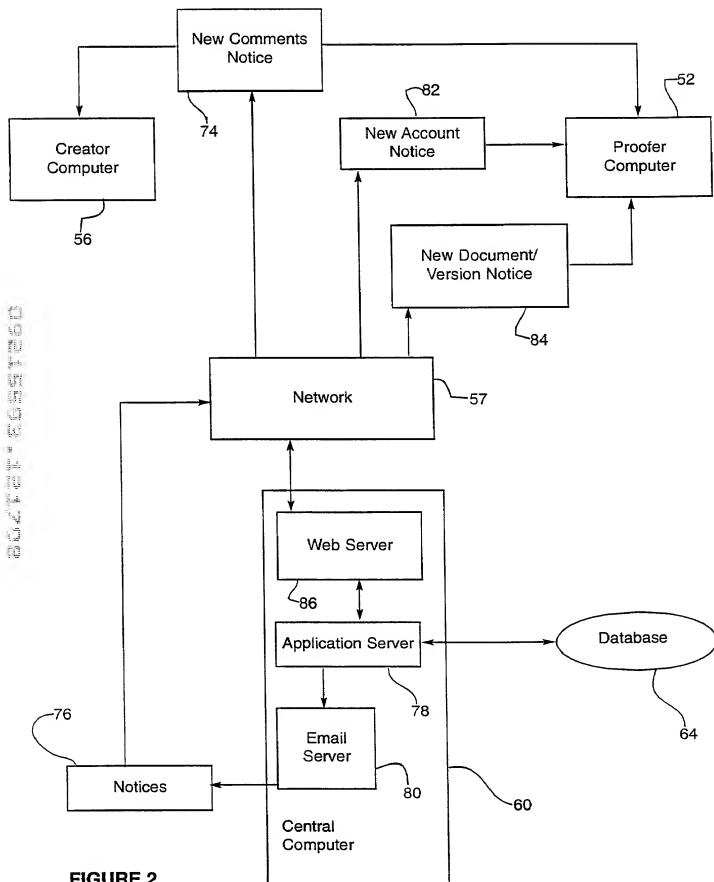 New Comments
Notice
74
82
52
Creator
Computer
56
New Account
Notice
Proofer
Computer
New Document/
Version Notice
84
Network
57
Web Server
86
Application Server
78
Database
64
76
Notices
Email
Server
80
60
Central
Computer
FIGURE 2